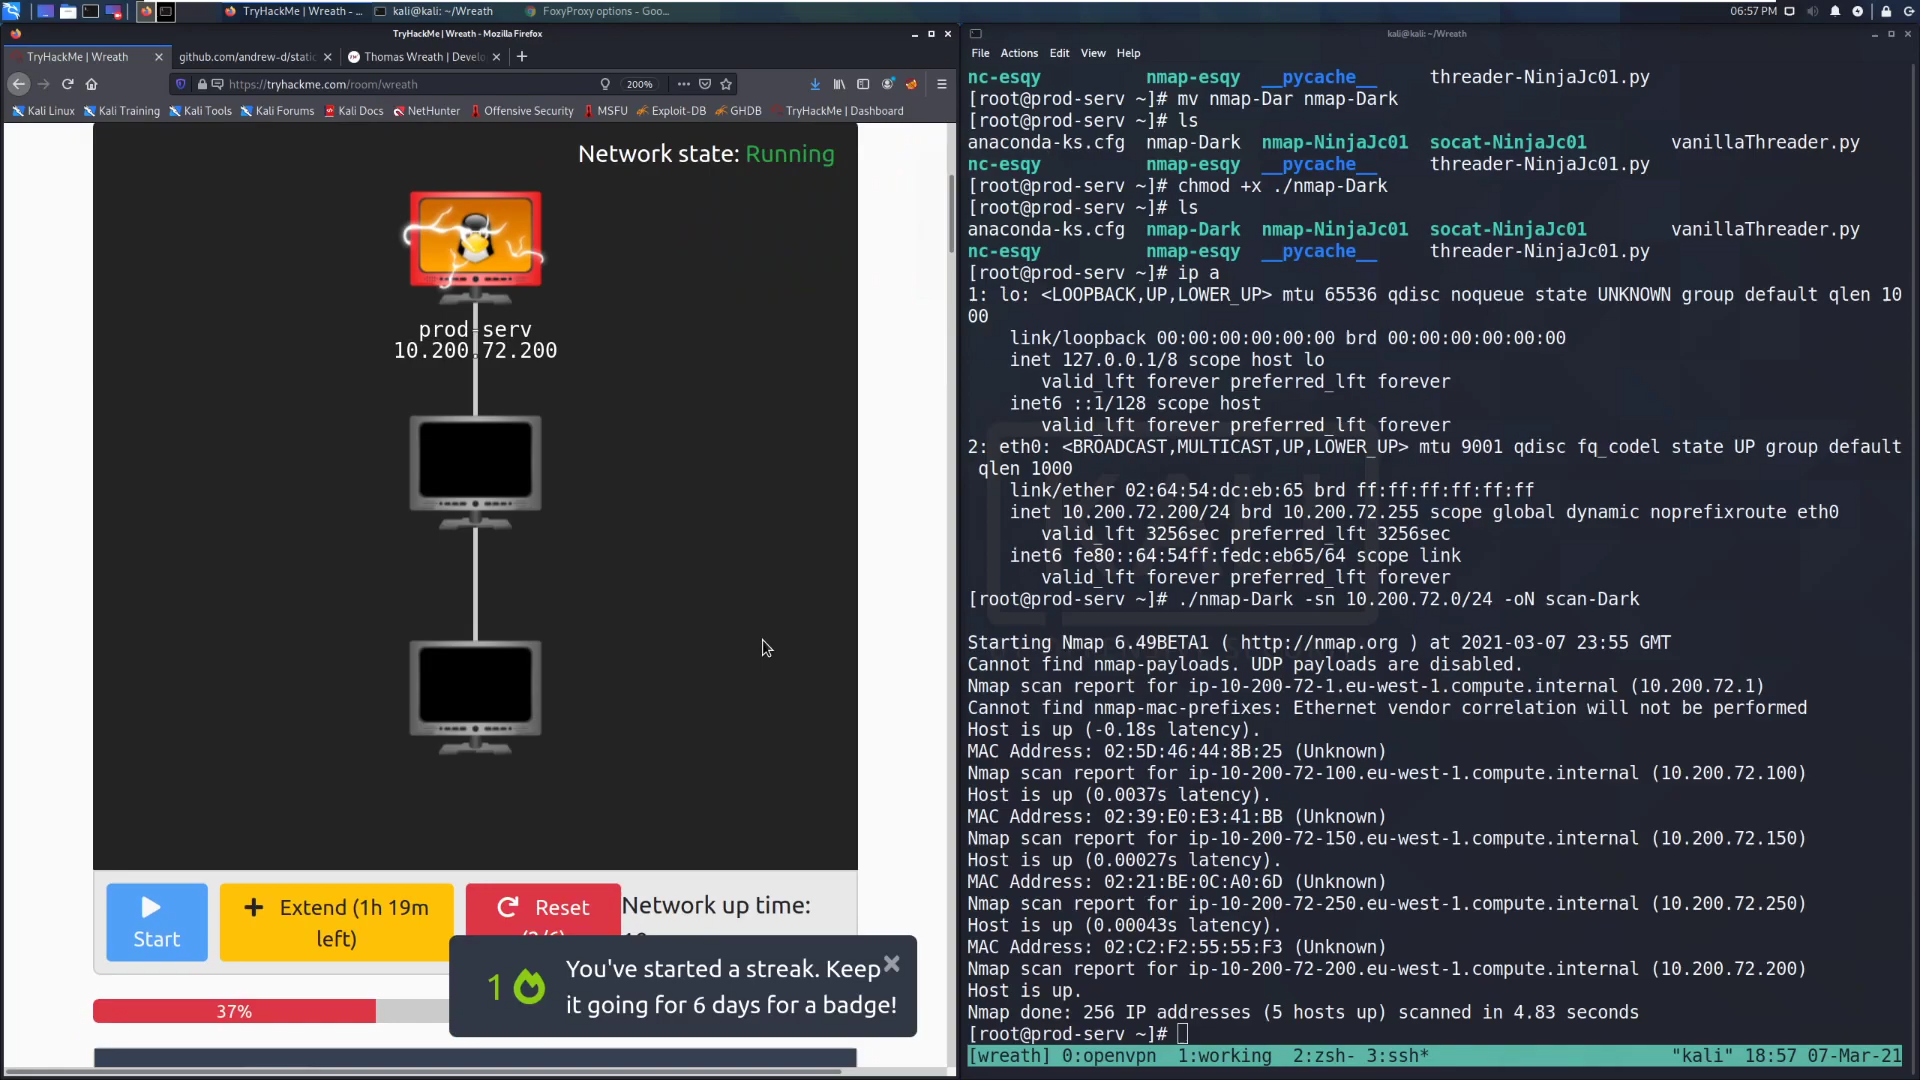 TryHackMe | Wreath - ...
kali@kali: ~/Wreath
FoxyProxy options - Goo...
06:57 PM
TryHackMe | Wreath - Mozilla Firefox
TryHackMe | Wreath
github.com/andrew-d/stati
Thomas Wreath | Develo
https://tryhackme.com/room/wreath
200%
Kali Linux
Kali Training
Kali Tools
Kali Docs
NetHunter
Offensive Security
MSFU
Exploit-DB
GHDB
TryHackMe | Dashboard
Network state: Running
prod-serv
10.200.72.200
Start
Extend (1h 19m
left)
Reset
Network up time:
You've started a streak. Keep
it going for 6 days for a badge!
1
37%
kali@kali:~/Wreath
File Actions Edit View Help
nc-esqy nmap-esqy __pycache__ threader-NinjaJc01.py
[root@prod-serv ~]# mv nmap-Dar nmap-Dark
[root@prod-serv ~]# ls
anaconda-ks.cfg nmap-Dark nmap-NinjaJc01 socat-NinjaJc01 vanillaThreader.py
nc-esqy nmap-esqy __pycache__ threader-NinjaJc01.py
[root@prod-serv ~]# chmod +x ./nmap-Dark
[root@prod-serv ~]# ls
anaconda-ks.cfg nmap-Dark nmap-NinjaJc01 socat-NinjaJc01 vanillaThreader.py
nc-esqy nmap-esqy __pycache__ threader-NinjaJc01.py
[root@prod-serv ~]# ip a
1: lo: <LOOPBACK,UP,LOWER_UP> mtu 65536 qdisc noqueue state UNKNOWN group default qlen 10
00
link/loopback 00:00:00:00:00:00 brd 00:00:00:00:00:00
inet 127.0.0.1/8 scope host lo
valid_lft forever preferred_lft forever
inet6 ::1/128 scope host
valid_lft forever preferred_lft forever
2: eth0: <BROADCAST,MULTICAST,UP,LOWER_UP> mtu 9001 qdisc fq_codel state UP group default
qlen 1000
link/ether 02:64:54:dc:eb:65 brd ff:ff:ff:ff:ff:ff
inet 10.200.72.200/24 brd 10.200.72.255 scope global dynamic noprefixroute eth0
valid_lft 3256sec preferred_lft 3256sec
inet6 fe80::64:54ff:fedc:eb65/64 scope link
valid_lft forever preferred_lft forever
[root@prod-serv ~]# ./nmap-Dark -sn 10.200.72.0/24 -oN scan-Dark
Starting Nmap 6.49BETA1 ( http://nmap.org ) at 2021-03-07 23:55 GMT
Cannot find nmap-payloads. UDP payloads are disabled.
Nmap scan report for ip-10-200-72-1.eu-west-1.compute.internal (10.200.72.1)
Cannot find nmap-mac-prefixes: Ethernet vendor correlation will not be performed
Host is up (-0.18s latency).
MAC Address: 02:5D:46:44:8B:25 (Unknown)
Nmap scan report for ip-10-200-72-100.eu-west-1.compute.internal (10.200.72.100)
Host is up (0.0037s latency).
MAC Address: 02:39:E0:E3:41:BB (Unknown)
Nmap scan report for ip-10-200-72-150.eu-west-1.compute.internal (10.200.72.150)
Host is up (0.00027s latency).
MAC Address: 02:21:BE:0C:A0:6D (Unknown)
Nmap scan report for ip-10-200-72-250.eu-west-1.compute.internal (10.200.72.250)
Host is up (0.00043s latency).
MAC Address: 02:C2:F2:55:55:F3 (Unknown)
Nmap scan report for ip-10-200-72-200.eu-west-1.compute.internal (10.200.72.200)
Host is up.
Nmap done: 256 IP addresses (5 hosts up) scanned in 4.83 seconds
[root@prod-serv ~]#
[wreath] 0:openvpn 1:working 2:zsh- 3:ssh* "kali" 18:57 07-Mar-21